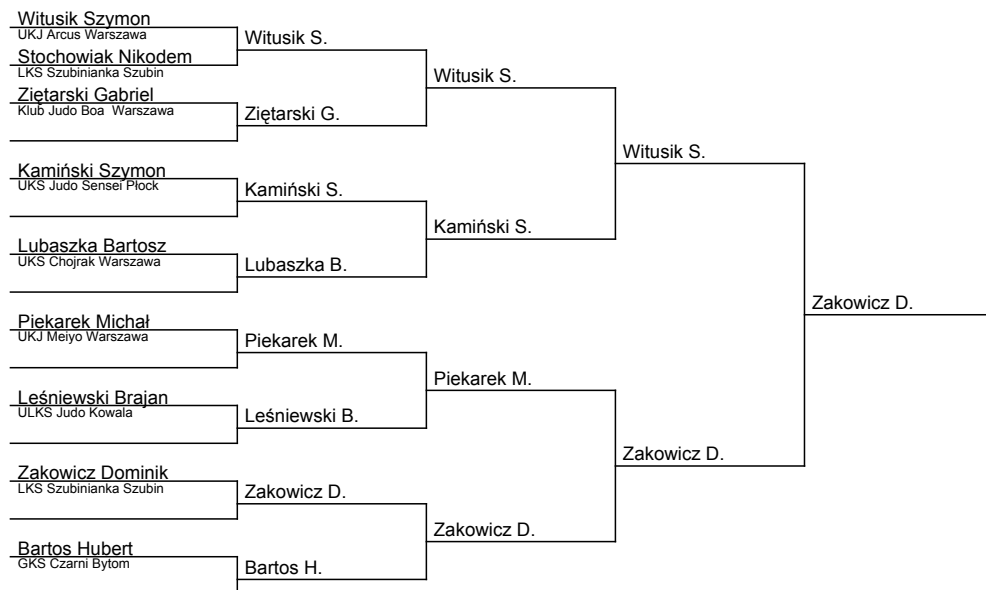 Witusik Szymon
UKJ Arcus Warszawa
Witusik S.
Stochowiak Nikodem
LKS Szubinianka Szubin
Witusik S.
Ziętarski Gabriel
Klub Judo Boa Warszawa
Ziętarski G.
Witusik S.
Kamiński Szymon
UKS Judo Sensei Płock
Kamiński S.
Kamiński S.
Lubaszka Bartosz
UKS Chojrak Warszawa
Lubaszka B.
Zakowicz D.
Piekarek Michał
UKJ Meiyo Warszawa
Piekarek M.
Piekarek M.
Leśniewski Brajan
ULKS Judo Kowala
Leśniewski B.
Zakowicz D.
Zakowicz Dominik
LKS Szubinianka Szubin
Zakowicz D.
Zakowicz D.
Bartos Hubert
GKS Czarni Bytom
Bartos H.